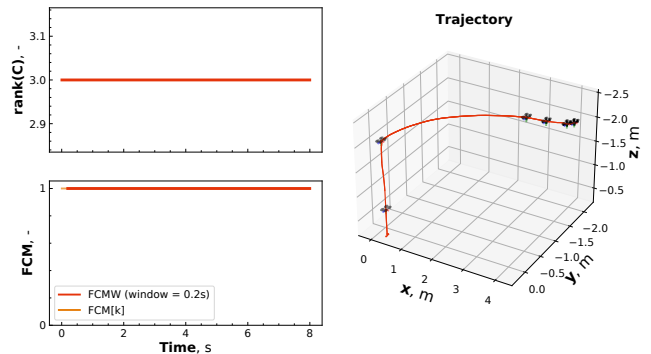 3.1
3.0
2.9
rank(C), -
1
0
FCM, -
FCMW (window = 0.2s)
FCM[k]
0
2
4
6
8
Time, s
Trajectory
−2.5
−2.0
−1.5
−1.0
−0.5
z, m
−2.0
−1.5
−1.0
−0.5
0.0
y, m
0
1
2
3
4
x, m